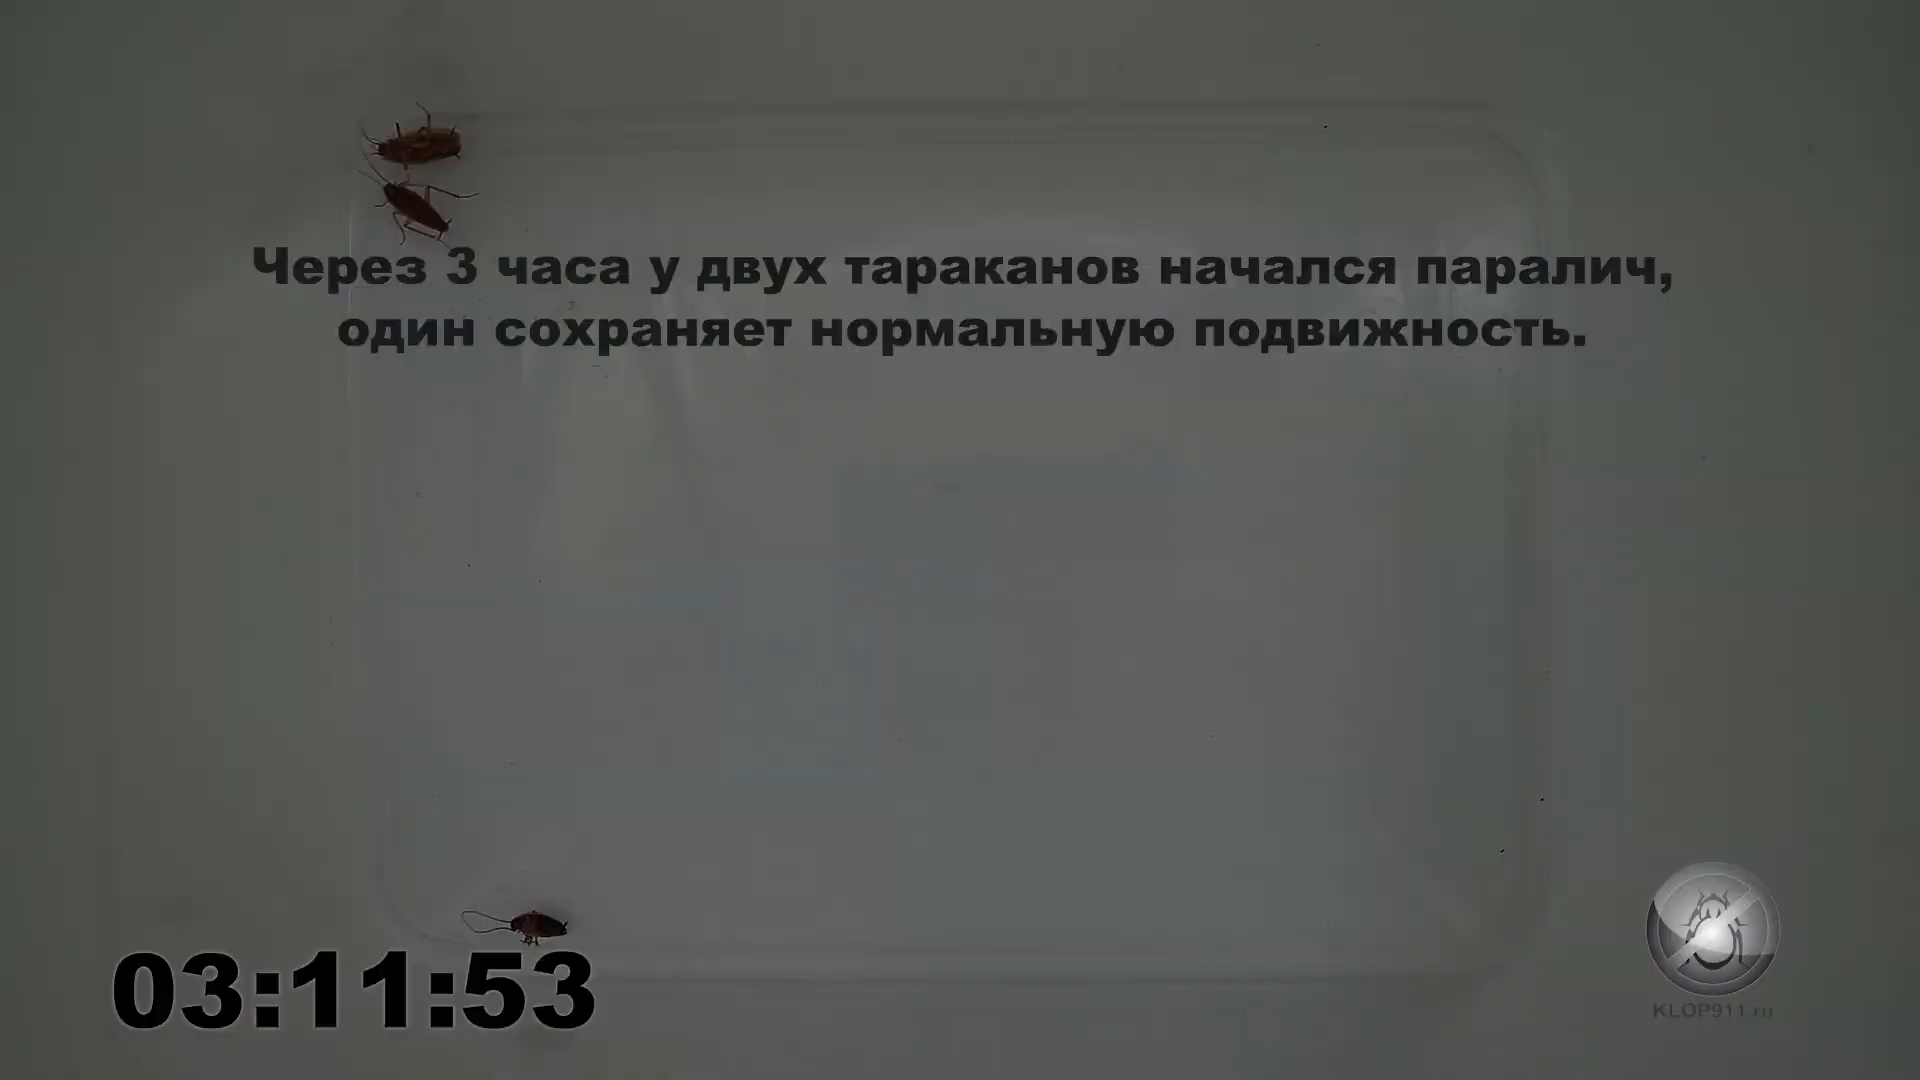 Через 3 часа у двух тараканов начался паралич,
один сохраняет нормальную подвижность.
03:11:53
KLOP911.ru